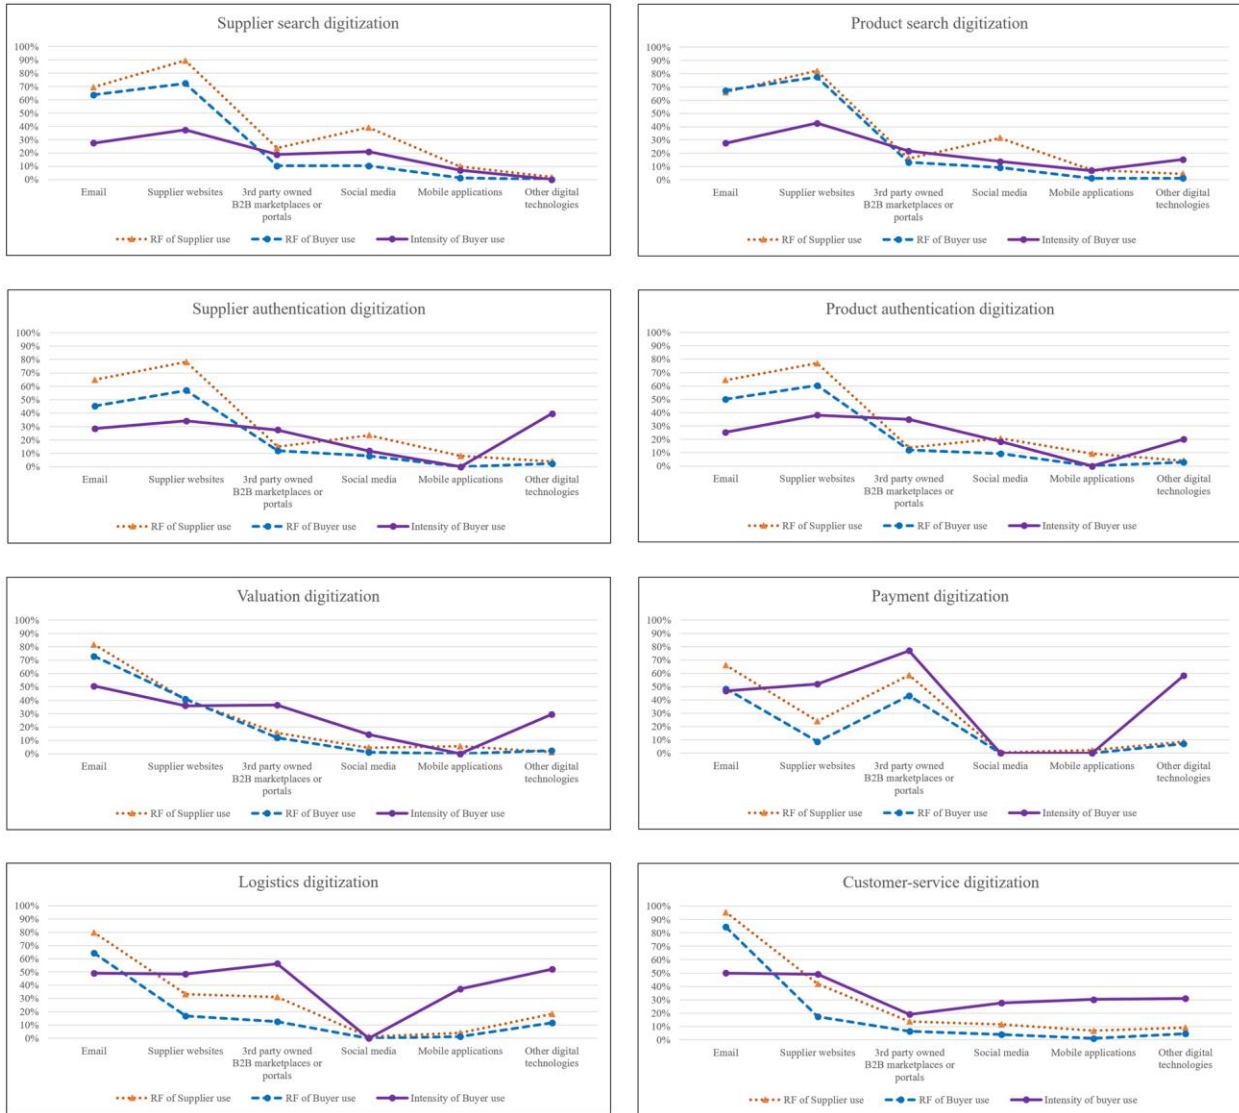 Supplier search digitization
100%
90%
80%
70%
60%
50%
40%
30%
20%
10%
0%
Email
Supplier websites
3rd party owned
B2B marketplaces or
portals
Social media
Mobile applications
Other digital
technologies
RF of Supplier use
RF of Buyer use
Intensity of Buyer use
Product search digitization
100%
90%
80%
70%
60%
50%
40%
30%
20%
10%
0%
Email
Supplier websites
3rd party owned
B2B marketplaces or
portals
Social media
Mobile applications
Other digital
technologies
RF of Supplier use
RF of Buyer use
Intensity of Buyer use
Supplier authentication digitization
100%
90%
80%
70%
60%
50%
40%
30%
20%
10%
0%
Email
Supplier websites
3rd party owned
B2B marketplaces or
portals
Social media
Mobile applications
Other digital
technologies
RF of Supplier use
RF of Buyer use
Intensity of Buyer use
Product authentication digitization
100%
90%
80%
70%
60%
50%
40%
30%
20%
10%
0%
Email
Supplier websites
3rd party owned
B2B marketplaces or
portals
Social media
Mobile applications
Other digital
technologies
RF of Supplier use
RF of Buyer use
Intensity of Buyer use
Valuation digitization
100%
90%
80%
70%
60%
50%
40%
30%
20%
10%
0%
Email
Supplier websites
3rd party owned
B2B marketplaces or
portals
Social media
Mobile applications
Other digital
technologies
RF of Supplier use
RF of Buyer use
Intensity of Buyer use
Payment digitization
100%
90%
80%
70%
60%
50%
40%
30%
20%
10%
0%
Email
Supplier websites
3rd party owned
B2B marketplaces or
portals
Social media
Mobile applications
Other digital
technologies
RF of Supplier use
RF of Buyer use
Intensity of Buyer use
Logistics digitization
100%
90%
80%
70%
60%
50%
40%
30%
20%
10%
0%
Email
Supplier websites
3rd party owned
B2B marketplaces or
portals
Social media
Mobile applications
Other digital
technologies
RF of Supplier use
RF of Buyer use
Intensity of Buyer use
Customer-service digitization
100%
90%
80%
70%
60%
50%
40%
30%
20%
10%
0%
Email
Supplier websites
3rd party owned
B2B marketplaces or
portals
Social media
Mobile applications
Other digital
technologies
RF of Supplier use
RF of Buyer use
Intensity of buyer use